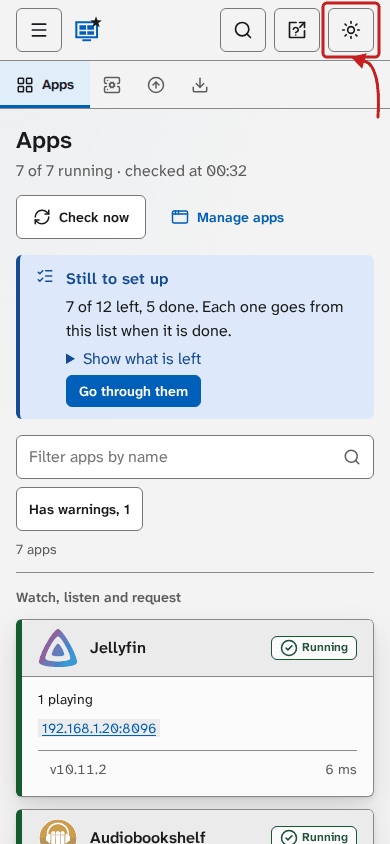 Apps
Apps
7 of 7 running · checked at 00:32
Check now
Manage apps
Still to set up
7 of 12 left, 5 done. Each one goes from
this list when it is done.
Show what is left
Go through them
Filter apps by name
Has warnings, 1
7 apps
Watch, listen and request
Jellyfin
Running
1 playing
192.168.1.20:8096
v10.11.2
6 ms
Audiobookshelf
Running